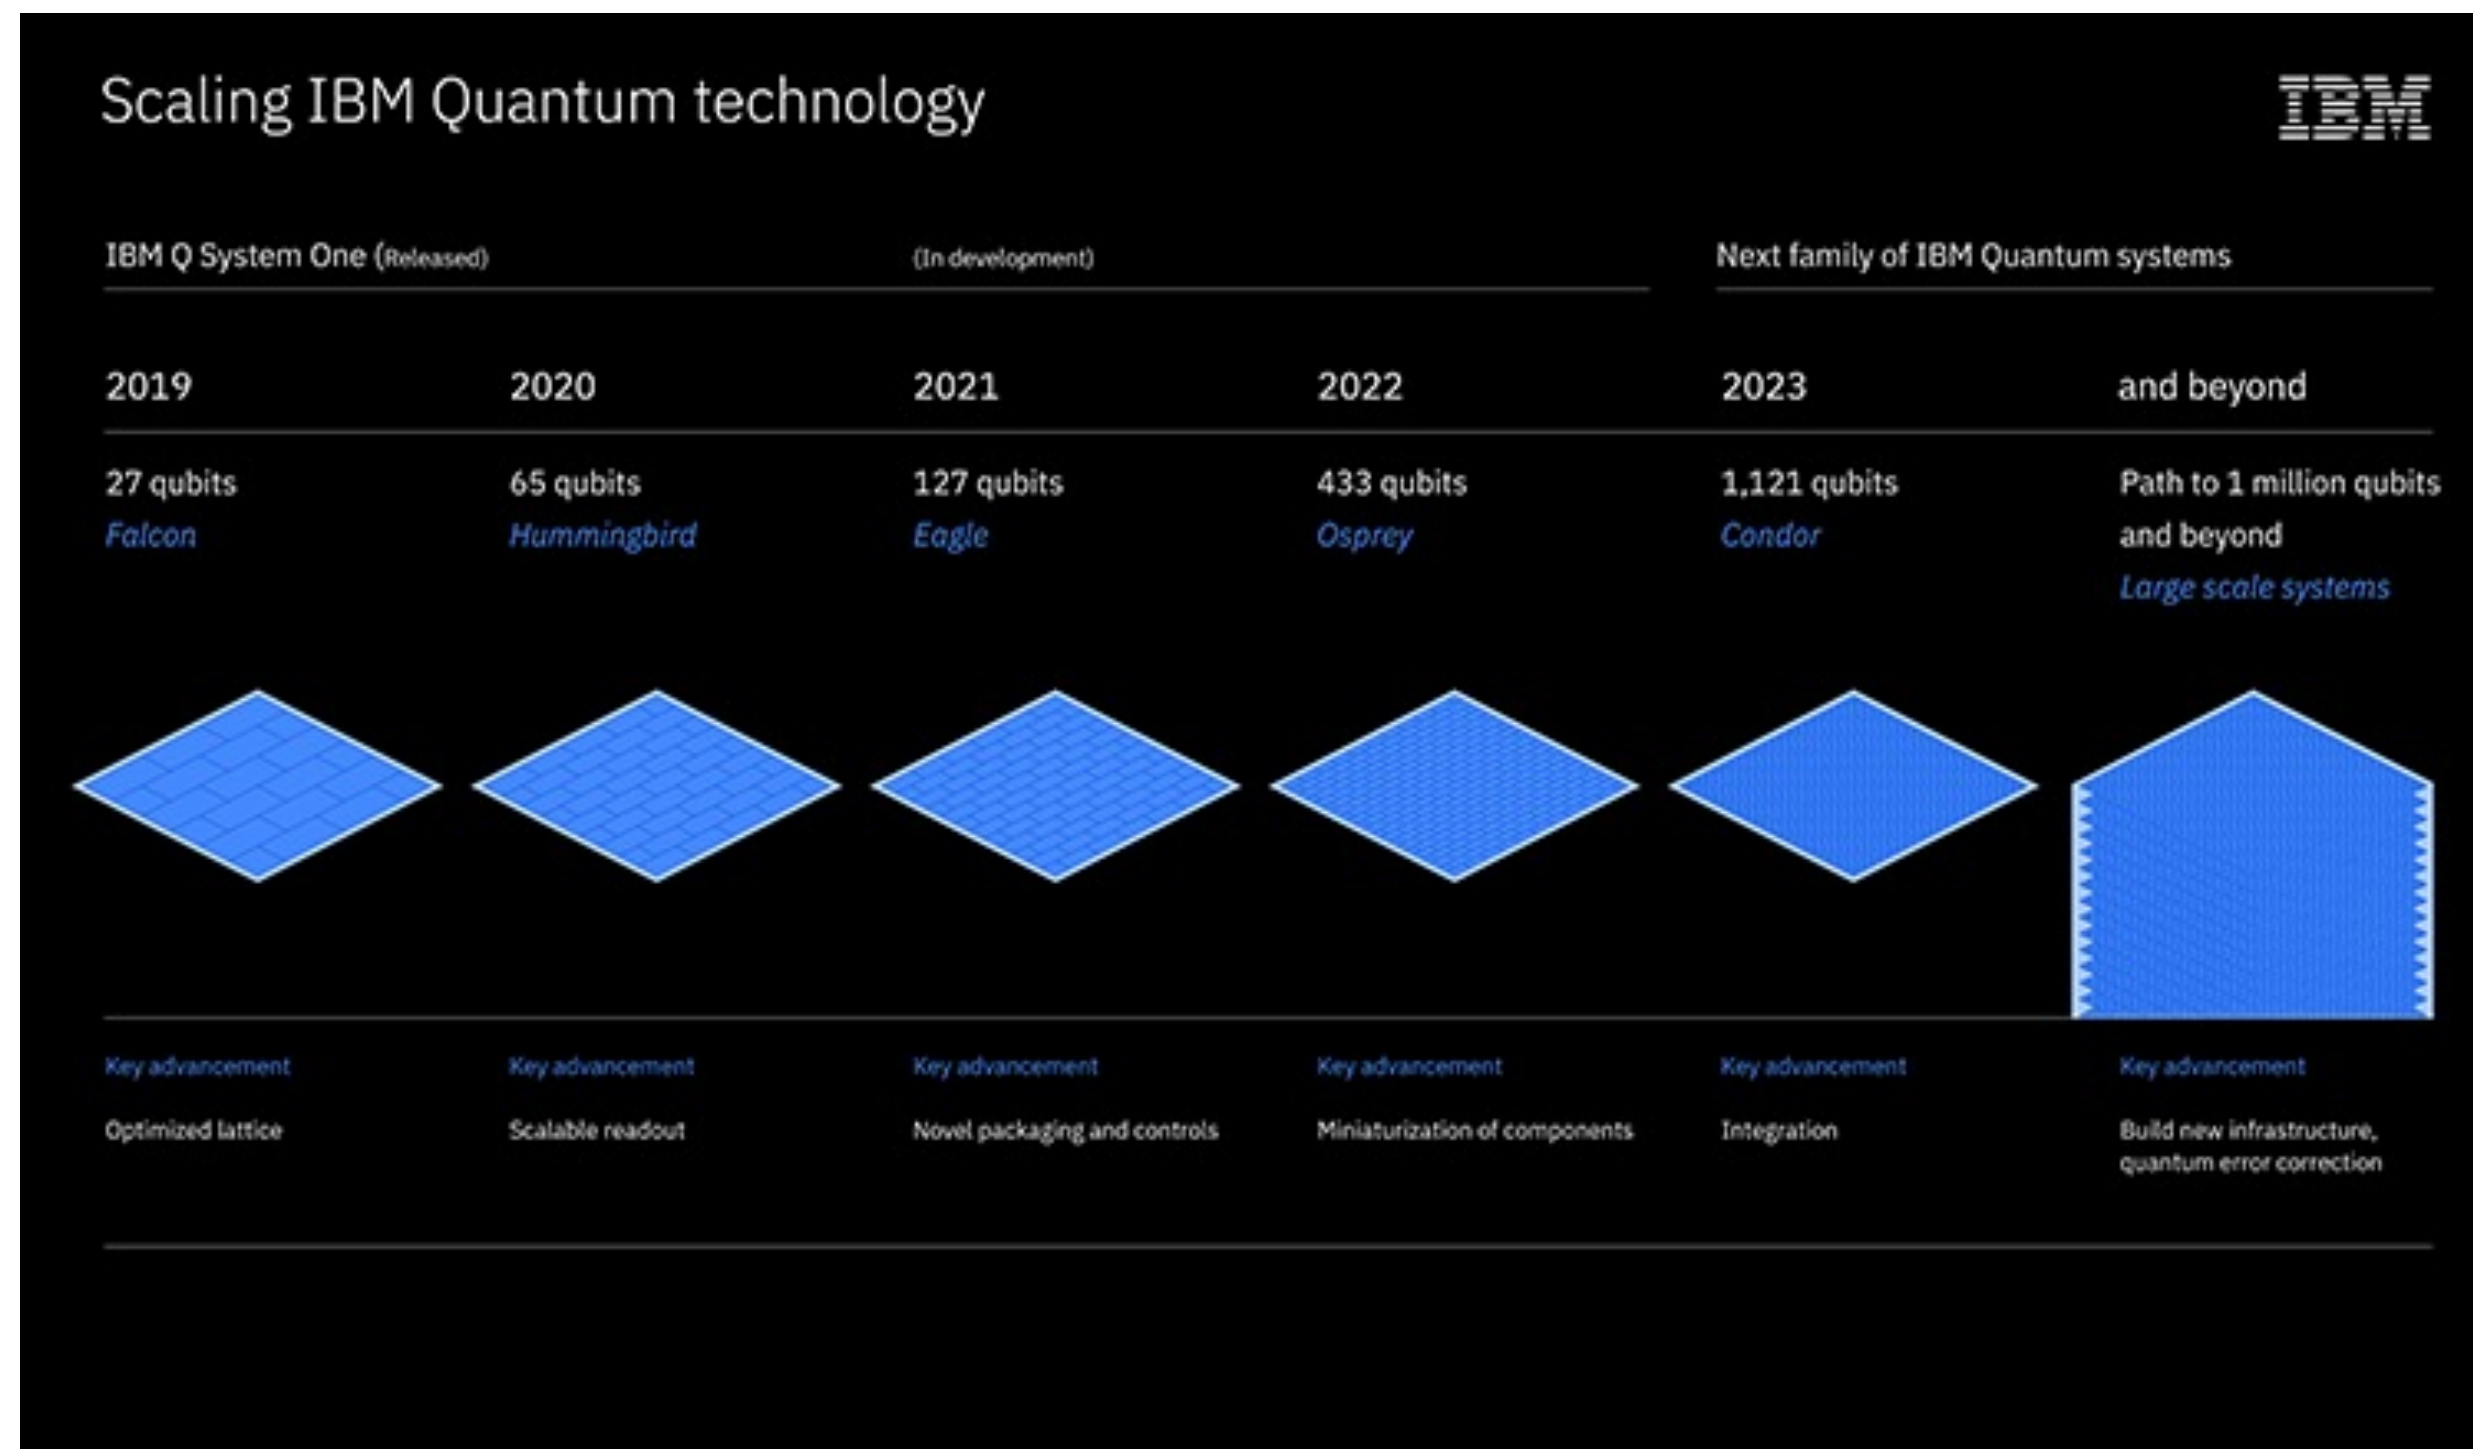 Scaling IBM Quantum technology
IBM
IBM Q System One (Released)
(In development)
Next family of IBM Quantum systems
2019
2020
2021
2022
2023
and beyond
27 qubits
Falcon
65 qubits
Hummingbird
127 qubits
Eagle
433 qubits
Osprey
1,121 qubits
Condor
Path to 1 million qubits
and beyond
Large scale systems
Key advancement
Optimized lattice
Key advancement
Scalable readout
Key advancement
Novel packaging and controls
Key advancement
Miniaturization of components
Key advancement
Integration
Key advancement
Build new infrastructure,
quantum error correction